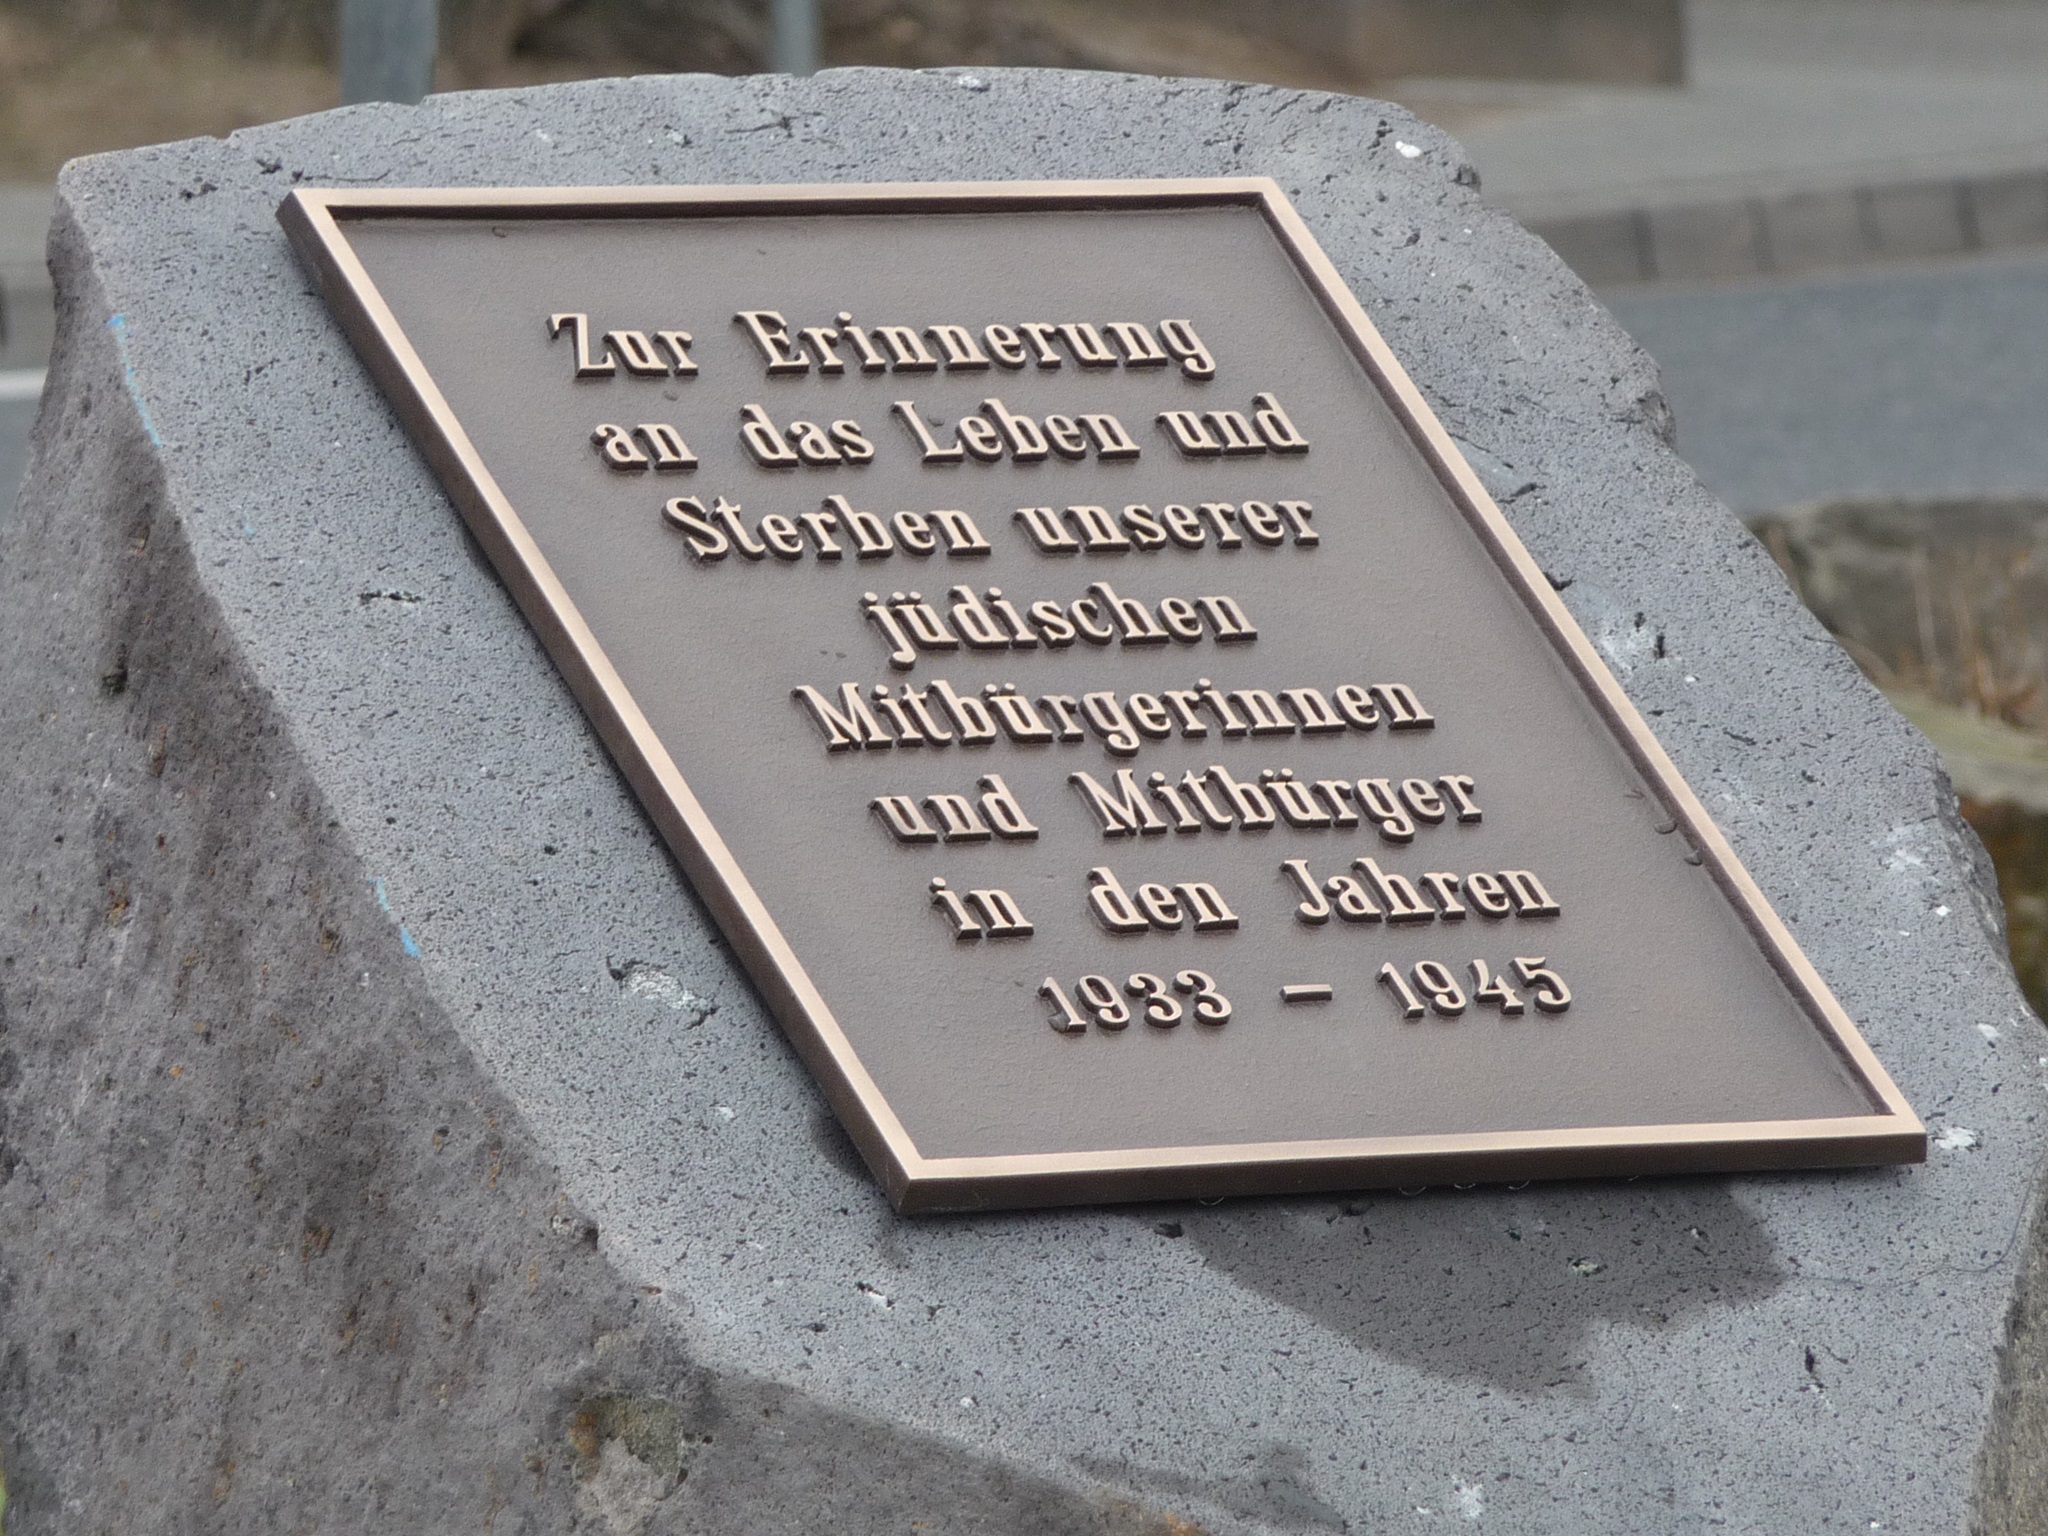 Zur Erinnerung
an das Leben und
Sterben unserer
jüdischen
Mitbürgerinnen
und Mitbürger
in den Jahren
1933 – 1945